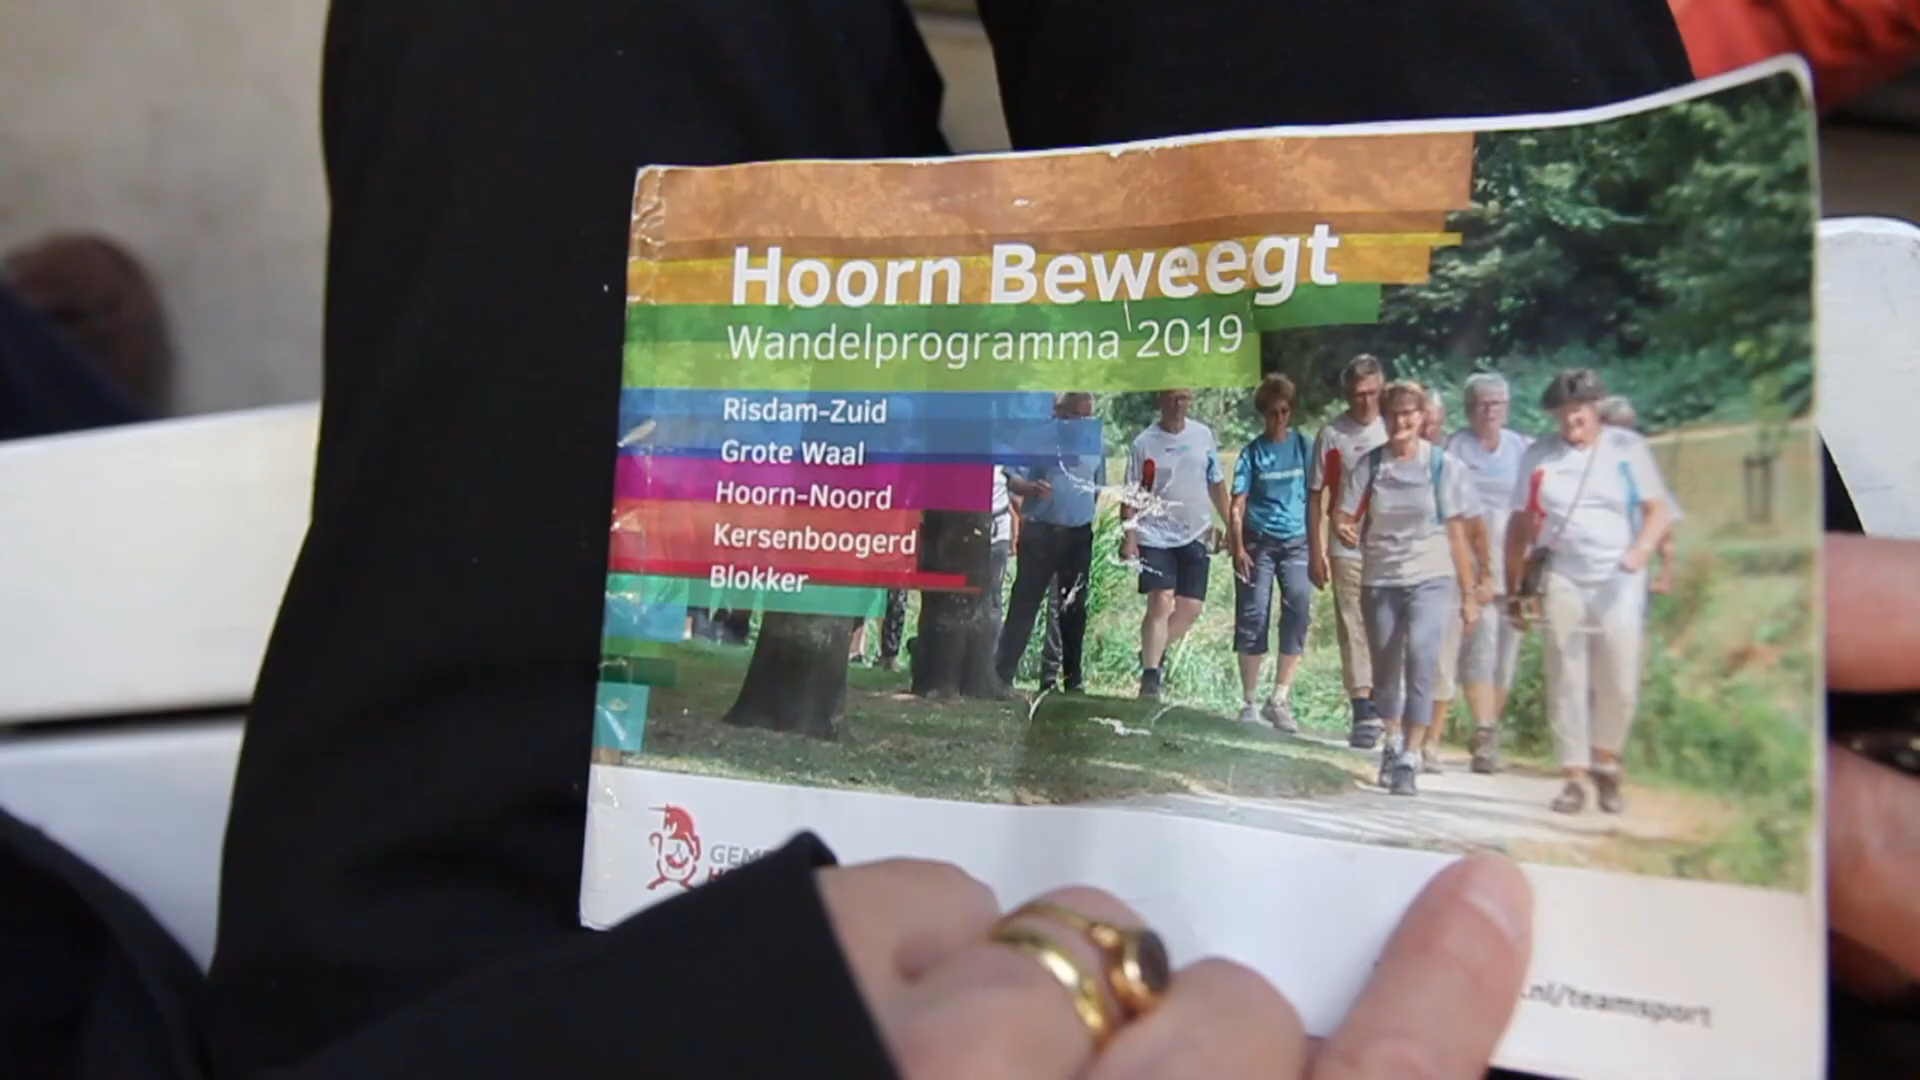 Hoorn Beweegt
Wandelprogramma 2019
Risdam-Zuid
Grote Waal
Hoorn-Noord
Kersenboogerd
Blokker
.nl/teamsport